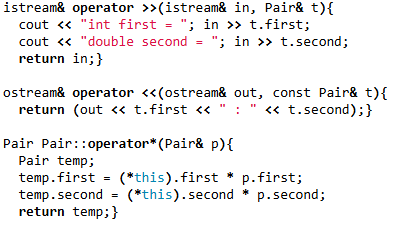 istream& operator >>(istream& in, Pair& t){
  cout << "int first = "; in >> t.first;
  cout << "double second = "; in >> t.second;
  return in;}

ostream& operator <<(ostream& out, const Pair& t){
  return (out << t.first << " : " << t.second);}

Pair Pair::operator*(Pair& p){
  Pair temp;
  temp.first = (*this).first * p.first;
  temp.second = (*this).second * p.second;
  return temp;}